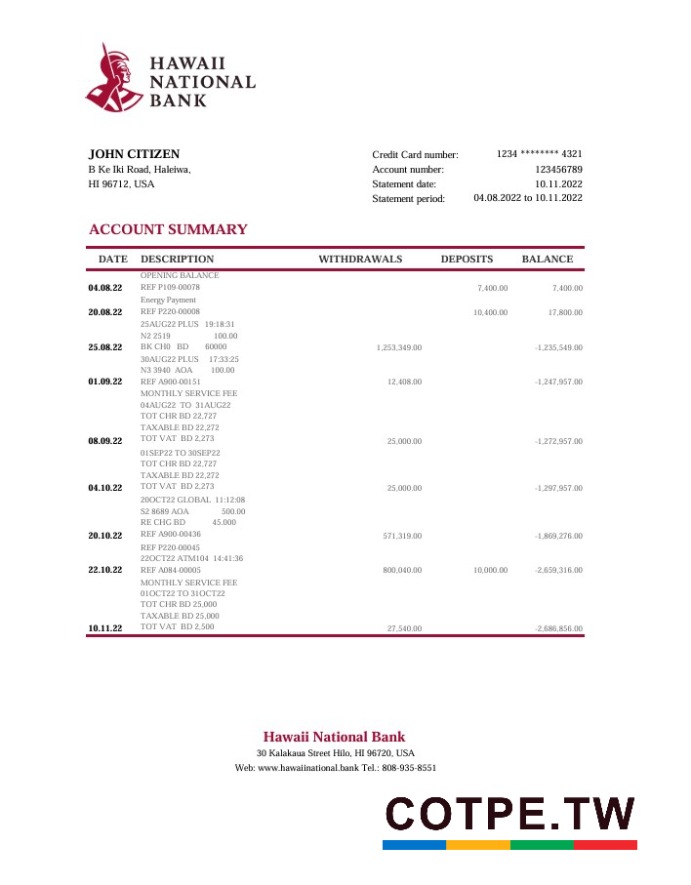 HAWAII
NATIONAL
BANK
JOHN CITIZEN
B Ke Iki Road, Haleiwa,
HI 96712, USA
Credit Card number: 1234 ******** 4321
Account number: 123456789
Statement date: 10.11.2022
Statement period: 04.08.2022 to 10.11.2022
ACCOUNT SUMMARY
DATE DESCRIPTION WITHDRAWALS DEPOSITS BALANCE
OPENING BALANCE
04.08.22 REF P109-00078 7,400.00 7,400.00
Energy Payment
20.08.22 REF P220-00008 10,400.00 17,800.00
25AUG22 PLUS 19:18:31
N2 2519 100.00
25.08.22 BK CH0 BD 60000 1,253,349.00 -1,235,549.00
30AUG22 PLUS 17:33:25
N3 3940 AOA 100.00
01.09.22 REF A900-00151 12,408.00 -1,247,957.00
MONTHLY SERVICE FEE
04AUG22 TO 31AUG22
TOT CHR BD 22,727
TAXABLE BD 22,272
08.09.22 TOT VAT BD 2,273 25,000.00 -1,272,957.00
01SEP22 TO 30SEP22
TOT CHR BD 22,727
TAXABLE BD 22,272
04.10.22 TOT VAT BD 2,273 25,000.00 -1,297,957.00
20OCT22 GLOBAL 11:12:08
S2 8689 AOA 500.00
RE CHG BD 45.000
20.10.22 REF A900-00436 571,319.00 -1,869,276.00
REF P220-00045
22OCT22 ATM104 14:41:36
22.10.22 REF A084-00005 800,040.00 10,000.00 -2,659,316.00
MONTHLY SERVICE FEE
01OCT22 TO 31OCT22
TOT CHR BD 25,000
TAXABLE BD 25,000
10.11.22 TOT VAT BD 2,500 27,540.00 -2,686,856.00
Hawaii National Bank
30 Kalakaua Street Hilo, HI 96720, USA
Web: www.hawaiinational.bank Tel.: 808-935-8551
COTPE.TW